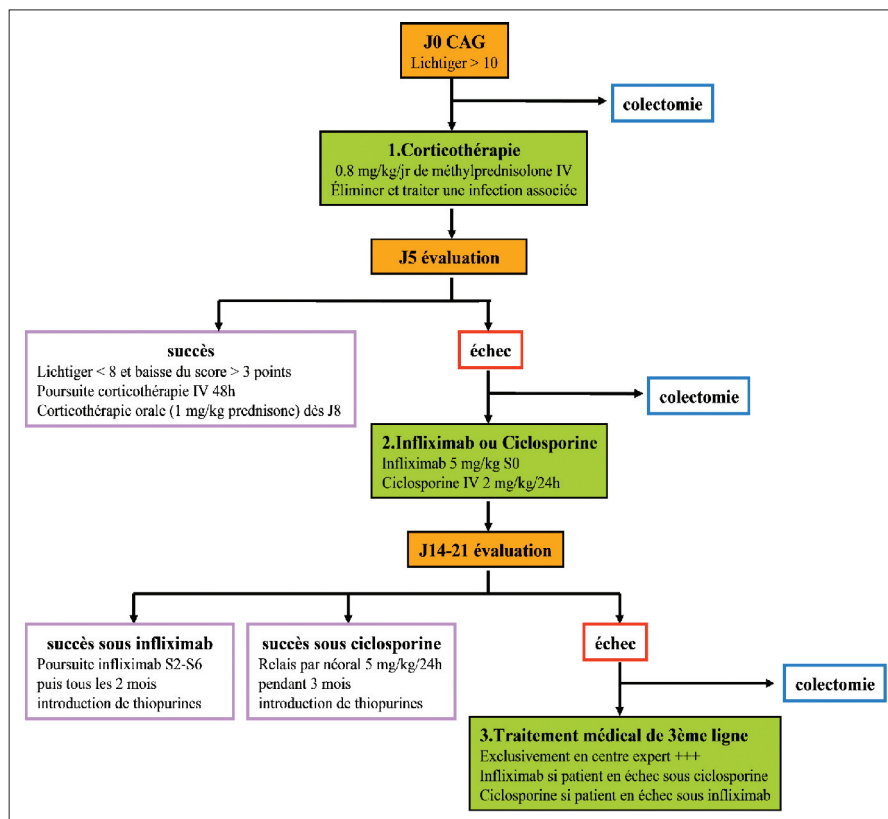 J0 CAG
Lichtiger > 10
colectomie
1.Corticothérapie
0.8 mg/kg/jr de méthylprednisolone IV
Éliminer et traiter une infection associée
J5 évaluation
succès
Lichtiger < 8 et baisse du score > 3 points
Poursuite corticothérapie IV 48h
Corticothérapie orale (1 mg/kg prednisone) dès J8
échec
colectomie
2.Infliximab ou Ciclosporine
Infliximab 5 mg/kg S0
Ciclosporine IV 2 mg/kg/24h
J14-21 évaluation
succès sous infliximab
Poursuite infliximab S2-S6
puis tous les 2 mois
introduction de thiopurines
succès sous ciclosporine
Relais par néoral 5 mg/kg/24h
pendant 3 mois
introduction de thiopurines
échec
colectomie
3.Traitement médical de 3ème ligne
Exclusivement en centre expert +++
Infliximab si patient en échec sous ciclosporine
Ciclosporine si patient en échec sous infliximab